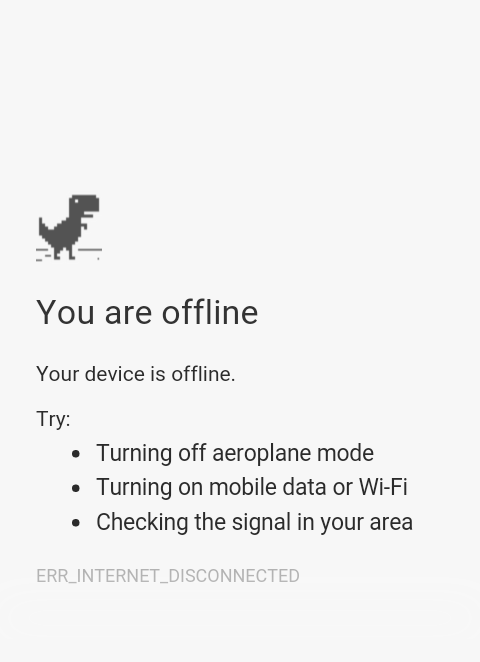 You are offline
Your device is offline.
Try:
Turning off aeroplane mode
Turning on mobile data or Wi-Fi
Checking the signal in your area
ERR_INTERNET_DISCONNECTED